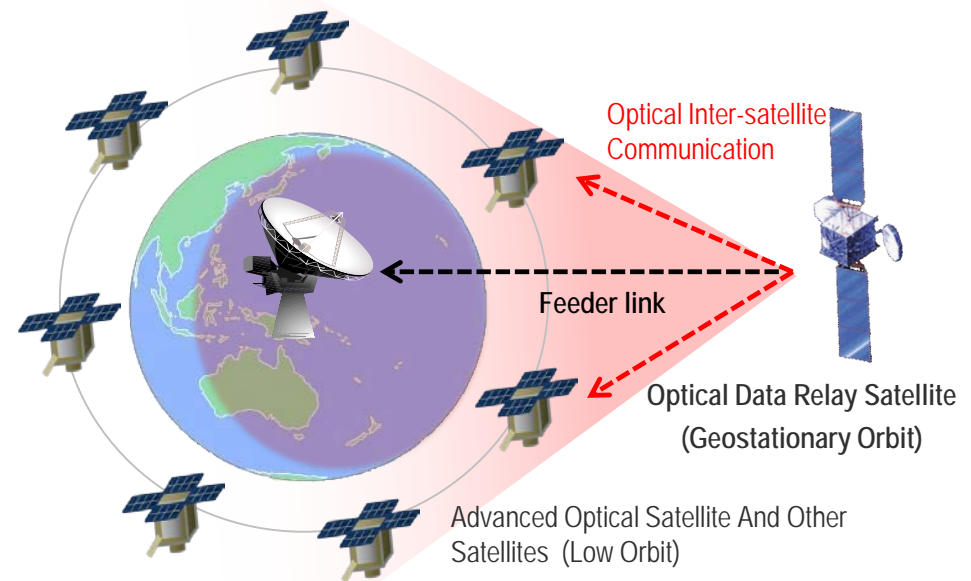 Optical Inter-satellite
Communication
Feeder link
Optical Data Relay Satellite
(Geostationary Orbit)
Advanced Optical Satellite And Other
Satellites (Low Orbit)